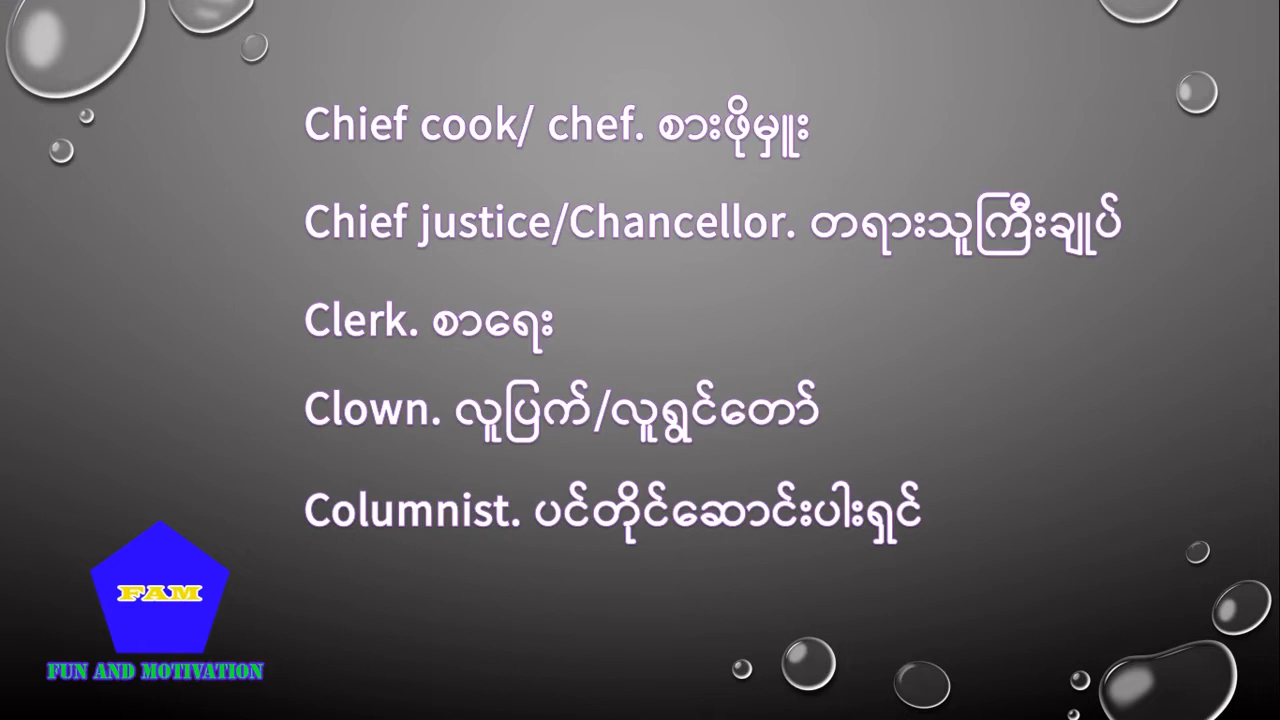 Chief cook/ chef. စားဖိုမှူး
Chief justice/Chancellor. တရားသူကြီးချုပ်
Clerk. စာရေး
Clown. လူပြက်/လူရွှင်တော်
Columnist. ပင်တိုင်ဆောင်းပါးရှင်
FAM
FUN AND MOTIVATION